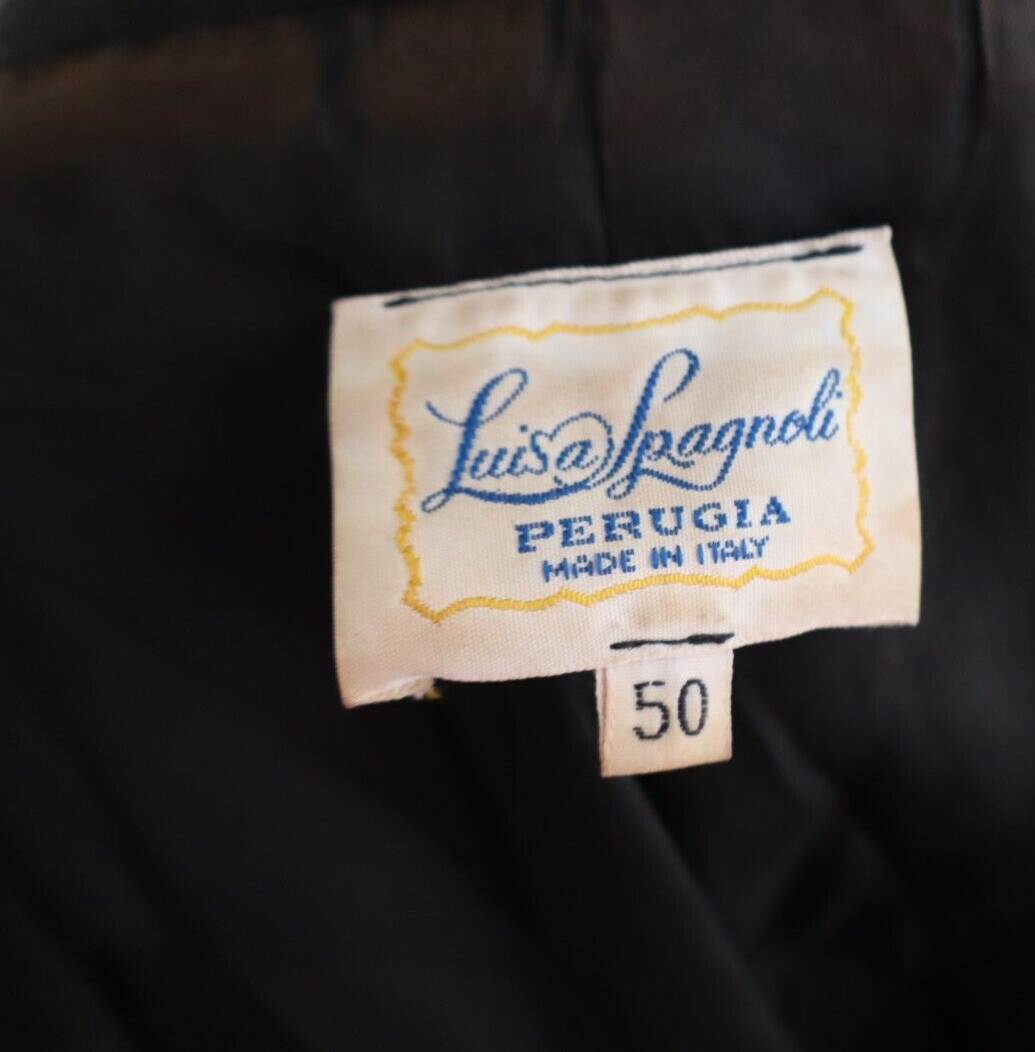 Luisa Spagnoli
PERUGIA
MADE IN ITALY
50